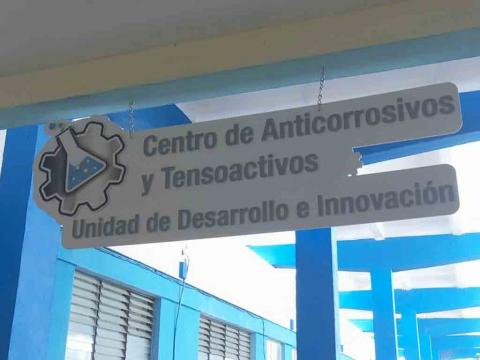 Centro de Anticorrosivos
y Tensoactivos
Unidad de Desarrollo e Innovación